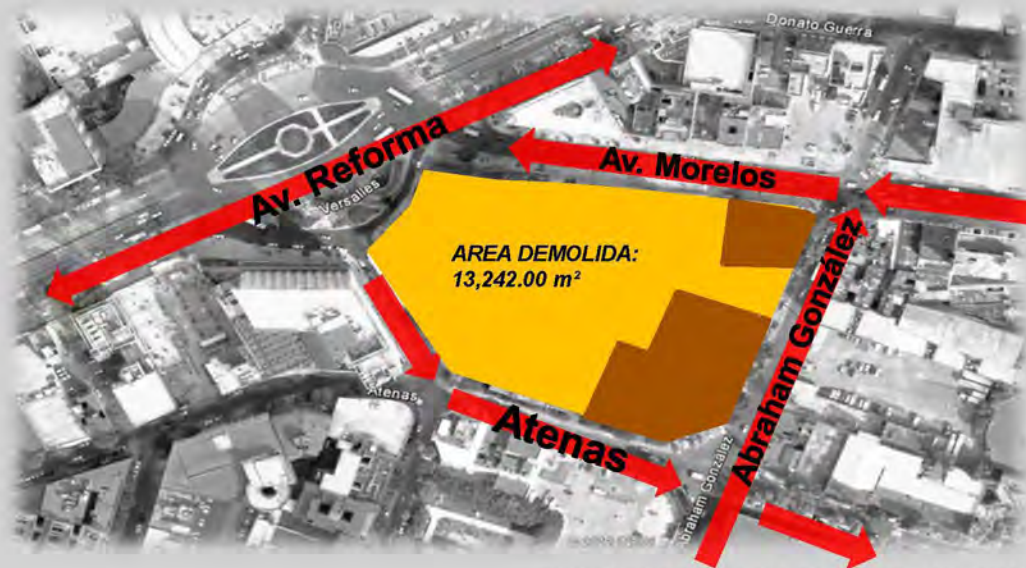 Donato Guerra
Av. Reforma
Av. Morelos
Versalles
AREA DEMOLIDA:
13,242.00 m²
Abraham González
Atenas
Atenas
Abraham González